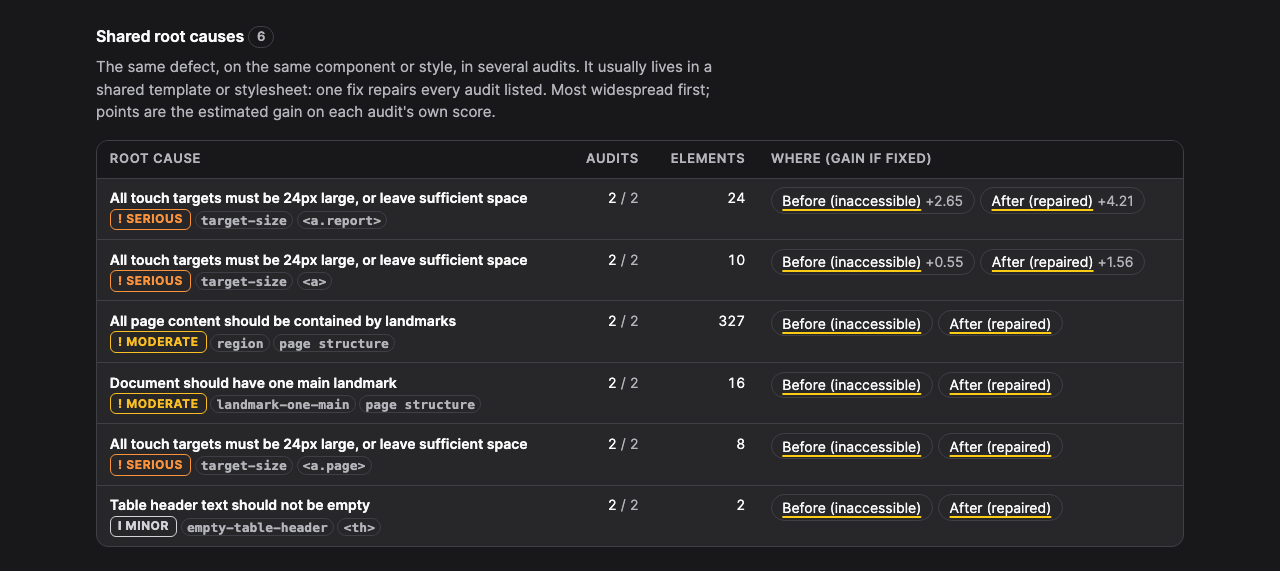 Shared root causes 6
The same defect, on the same component or style, in several audits. It usually lives in a
shared template or stylesheet: one fix repairs every audit listed. Most widespread first;
points are the estimated gain on each audit's own score.
ROOT CAUSE AUDITS ELEMENTS WHERE (GAIN IF FIXED)
All touch targets must be 24px large, or leave sufficient space 2 / 2 24 Before (inaccessible) +2.65 After (repaired) +4.21
! SERIOUS target-size <a.report>
All touch targets must be 24px large, or leave sufficient space 2 / 2 10 Before (inaccessible) +0.55 After (repaired) +1.56
! SERIOUS target-size <a>
All page content should be contained by landmarks 2 / 2 327 Before (inaccessible) After (repaired)
! MODERATE region page structure
Document should have one main landmark 2 / 2 16 Before (inaccessible) After (repaired)
! MODERATE landmark-one-main page structure
All touch targets must be 24px large, or leave sufficient space 2 / 2 8 Before (inaccessible) After (repaired)
! SERIOUS target-size <a.page>
Table header text should not be empty 2 / 2 2 Before (inaccessible) After (repaired)
! MINOR empty-table-header <th>